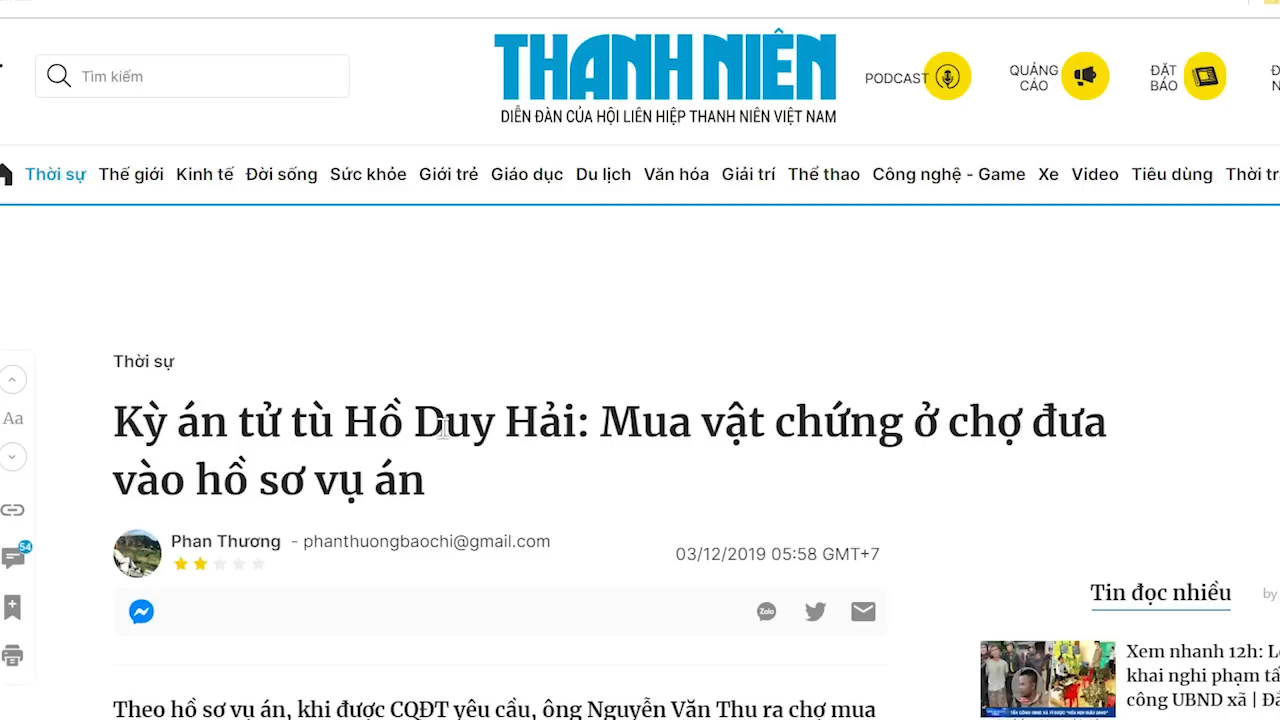 Tìm kiếm
THANH NIÊN
DIỄN ĐÀN CỦA HỘI LIÊN HIỆP THANH NIÊN VIỆT NAM
PODCAST
QUẢNG
CÁO
ĐẶT
BÁO
Thời sự Thế giới Kinh tế Đời sống Sức khỏe Giới trẻ Giáo dục Du lịch Văn hóa Giải trí Thể thao Công nghệ - Game Xe Video Tiêu dùng Thời tr
Thời sự
Kỳ án tử tù Hồ Duy Hải: Mua vật chứng ở chợ đưa
vào hồ sơ vụ án
Phan Thương - phanthuongbaochi@gmail.com
03/12/2019 05:58 GMT+7
Aa
54
Zalo
Tin đọc nhiều
by
Xem nhanh 12h: L
khai nghi phạm tấ
công UBND xã | Đ
Theo hồ sơ vụ án, khi được CQĐT yêu cầu, ông Nguyễn Văn Thu ra chợ mua